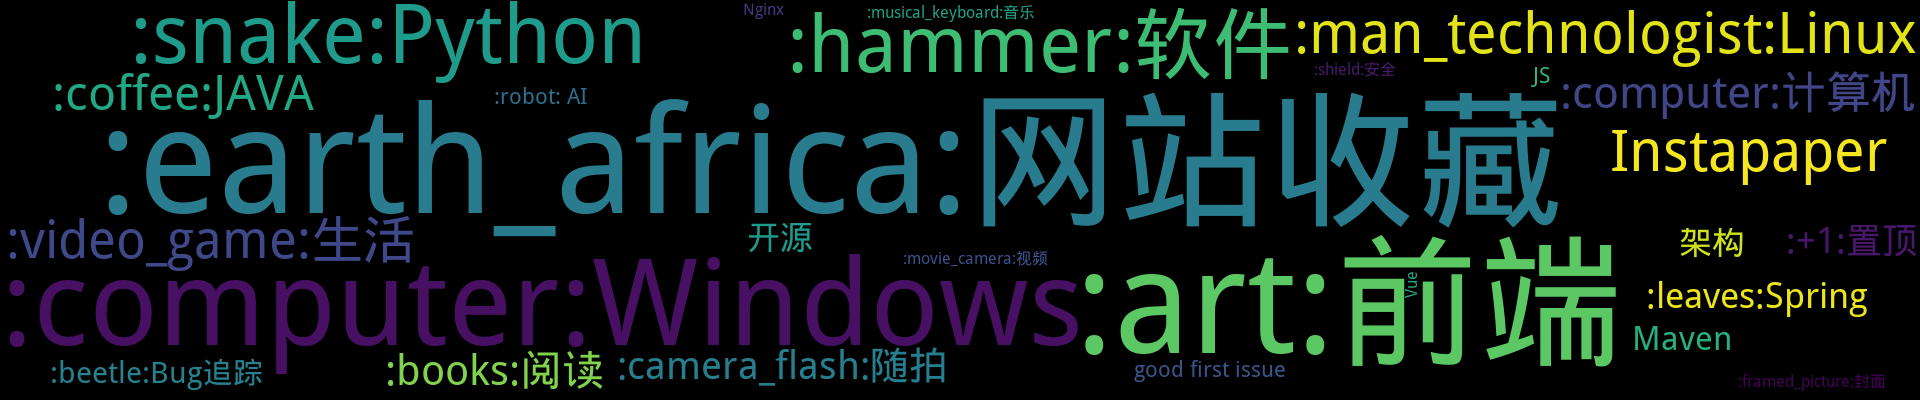 :snake:Python
Nginx
:musical_keyboard:音乐
:hammer:软件
:man_technologist:Linux
:coffee:JAVA
:robot: AI
:shield:安全
JS
:computer:计算机
:earth_africa:网站收藏
Instapaper
:video_game:生活
开源
架构
:+1:置顶
:movie_camera:视频
:computer:Windows
:art:前端
Vue
:leaves:Spring
Maven
:beetle:Bug追踪
:books:阅读
:camera_flash:随拍
good first issue
:framed_picture:封面